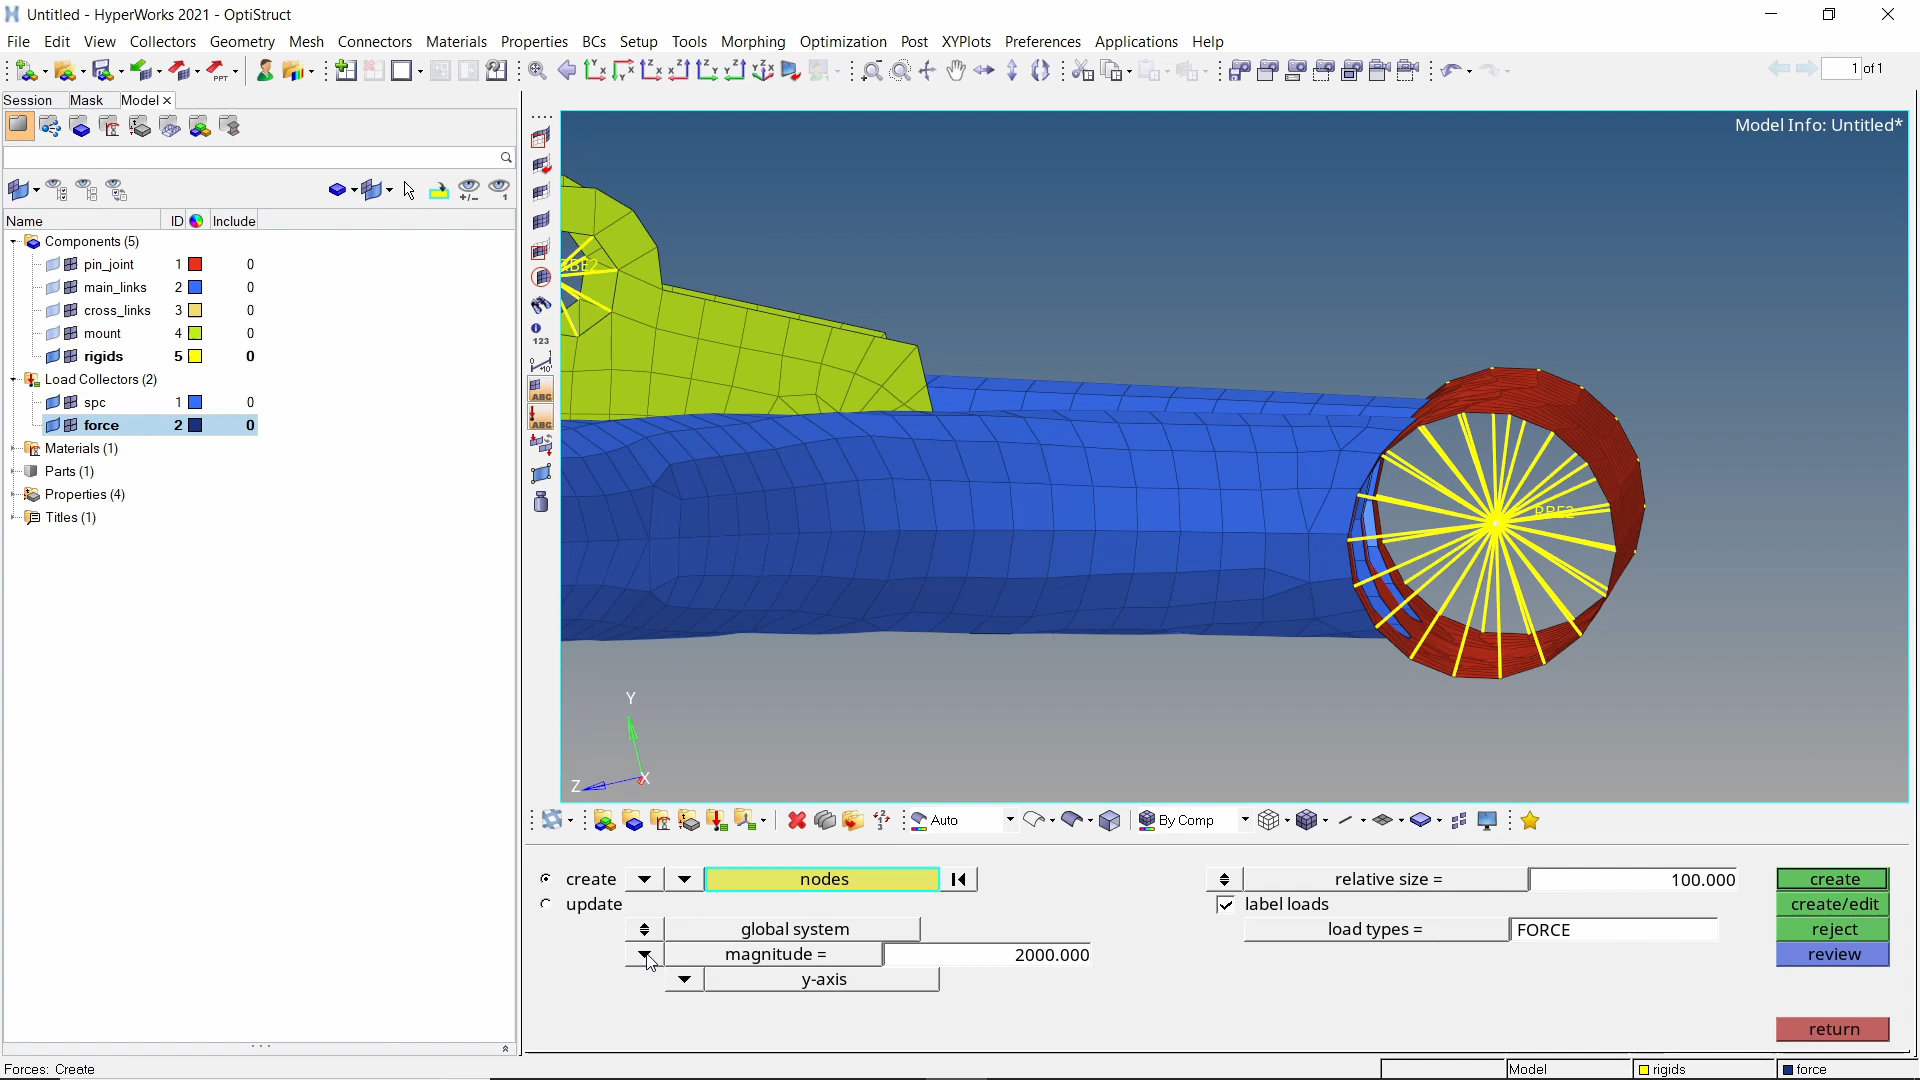 Untitled - HyperWorks 2021 - OptiStruct
File Edit View Collectors Geometry Mesh Connectors Materials Properties BCs Setup Tools Morphing Optimization Post XYPlots Preferences Applications Help
1 of 1
Session Mask Model
Model Info: Untitled*
Name ID Include
Components (5)
pin_joint 1 0
main_links 2 0
cross_links 3 0
mount 4 0
rigids 5 0
Load Collectors (2)
spc 1 0
force 2 0
Materials (1)
Parts (1)
Properties (4)
Titles (1)
RBE2
RBE2
Y
Z X
Auto By Comp
create nodes relative size = 100.000 create
update label loads create/edit
global system load types = FORCE reject
magnitude = 2000.000 review
y-axis
return
Forces: Create Model rigids force